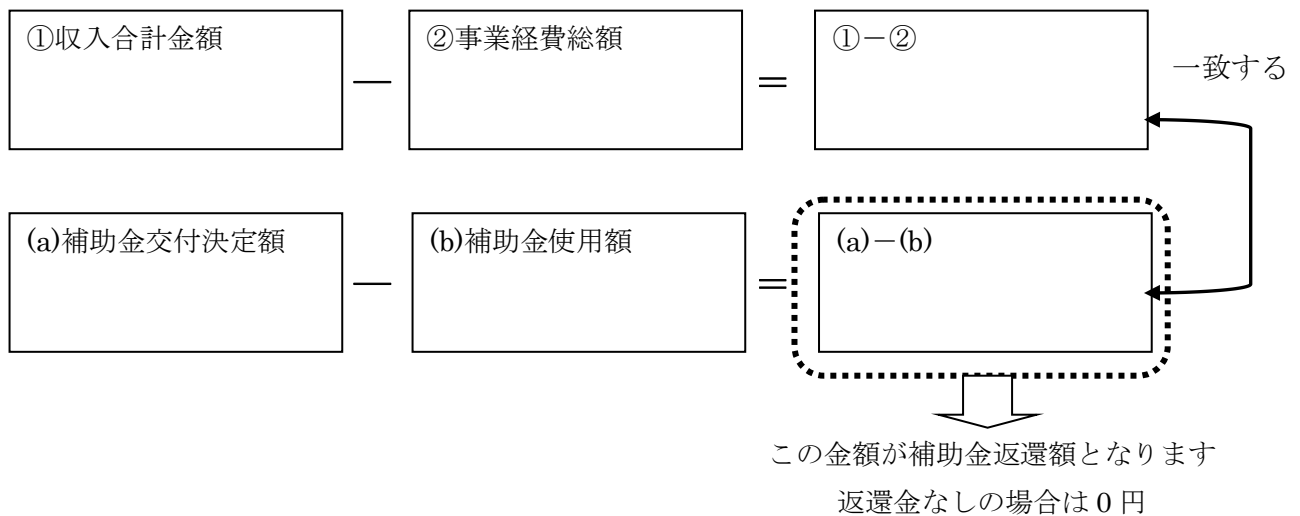 ①収入合計金額 － ②事業経費総額 ＝ ①－② 一致する
(a)補助金交付決定額 － (b)補助金使用額 ＝ (a)－(b)
この金額が補助金返還額となります
返還金なしの場合は 0 円